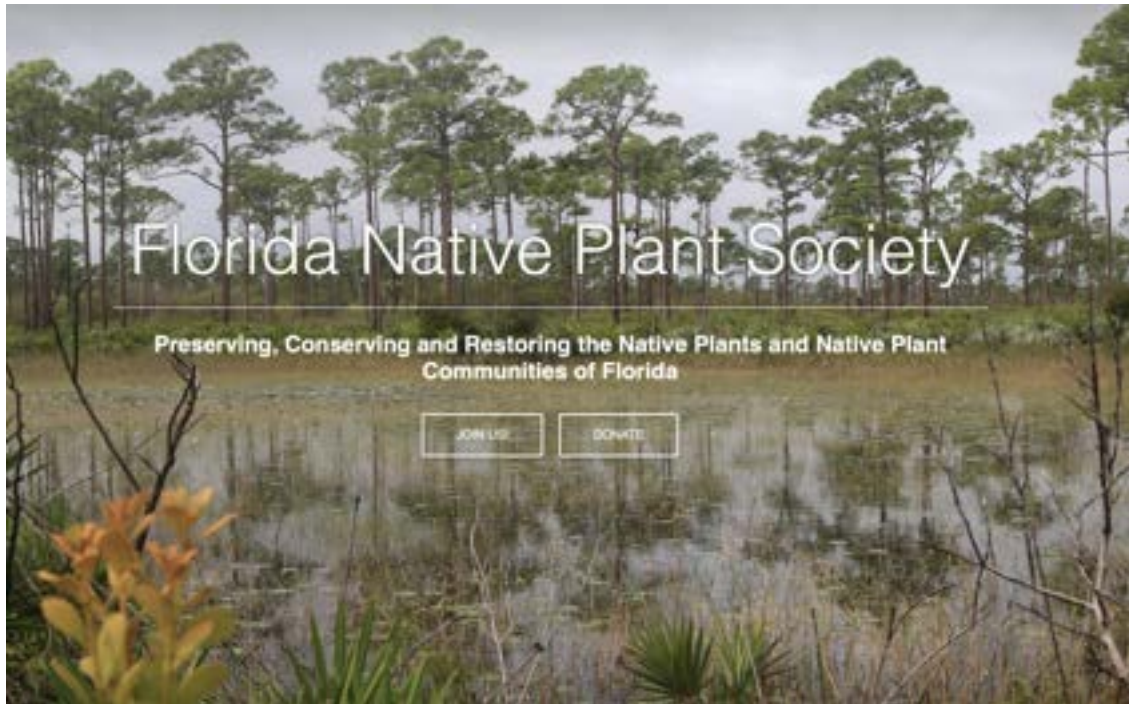 Florida Native Plant Society
Preserving, Conserving and Restoring the Native Plants and Native Plant
Communities of Florida
JOIN US!
DONATE